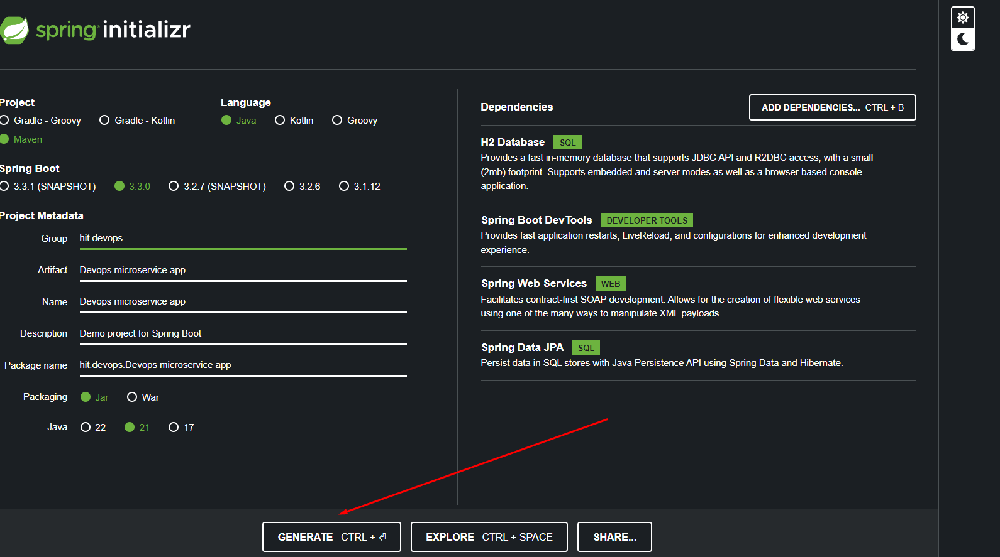 spring initializr
Project
Gradle - Groovy Gradle - Kotlin
Maven
Language
Java Kotlin Groovy
Spring Boot
3.3.1 (SNAPSHOT) 3.3.0 3.2.7 (SNAPSHOT) 3.2.6 3.1.12
Project Metadata
Group hit.devops
Artifact Devops microservice app
Name Devops microservice app
Description Demo project for Spring Boot
Package name hit.devops.Devops microservice app
Packaging Jar War
Java 22 21 17
Dependencies
ADD DEPENDENCIES... CTRL + B
H2 Database SQL
Provides a fast in-memory database that supports JDBC API and R2DBC access, with a small
(2mb) footprint. Supports embedded and server modes as well as a browser based console
application.
Spring Boot DevTools DEVELOPER TOOLS
Provides fast application restarts, LiveReload, and configurations for enhanced development
experience.
Spring Web Services WEB
Facilitates contract-first SOAP development. Allows for the creation of flexible web services
using one of the many ways to manipulate XML payloads.
Spring Data JPA SQL
Persist data in SQL stores with Java Persistence API using Spring Data and Hibernate.
GENERATE CTRL + ⏎
EXPLORE CTRL + SPACE
SHARE...